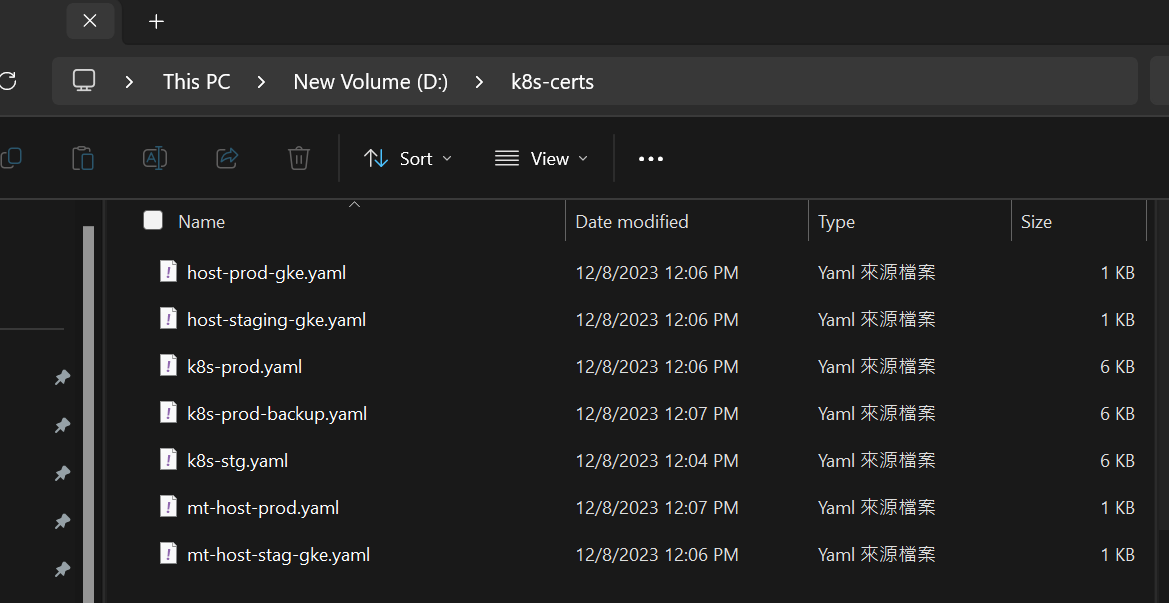 This PC New Volume (D:) k8s-certs
Sort View
Name Date modified Type Size
host-prod-gke.yaml 12/8/2023 12:06 PM Yaml 來源檔案 1 KB
host-staging-gke.yaml 12/8/2023 12:06 PM Yaml 來源檔案 1 KB
k8s-prod.yaml 12/8/2023 12:06 PM Yaml 來源檔案 6 KB
k8s-prod-backup.yaml 12/8/2023 12:07 PM Yaml 來源檔案 6 KB
k8s-stg.yaml 12/8/2023 12:04 PM Yaml 來源檔案 6 KB
mt-host-prod.yaml 12/8/2023 12:07 PM Yaml 來源檔案 1 KB
mt-host-stag-gke.yaml 12/8/2023 12:06 PM Yaml 來源檔案 1 KB